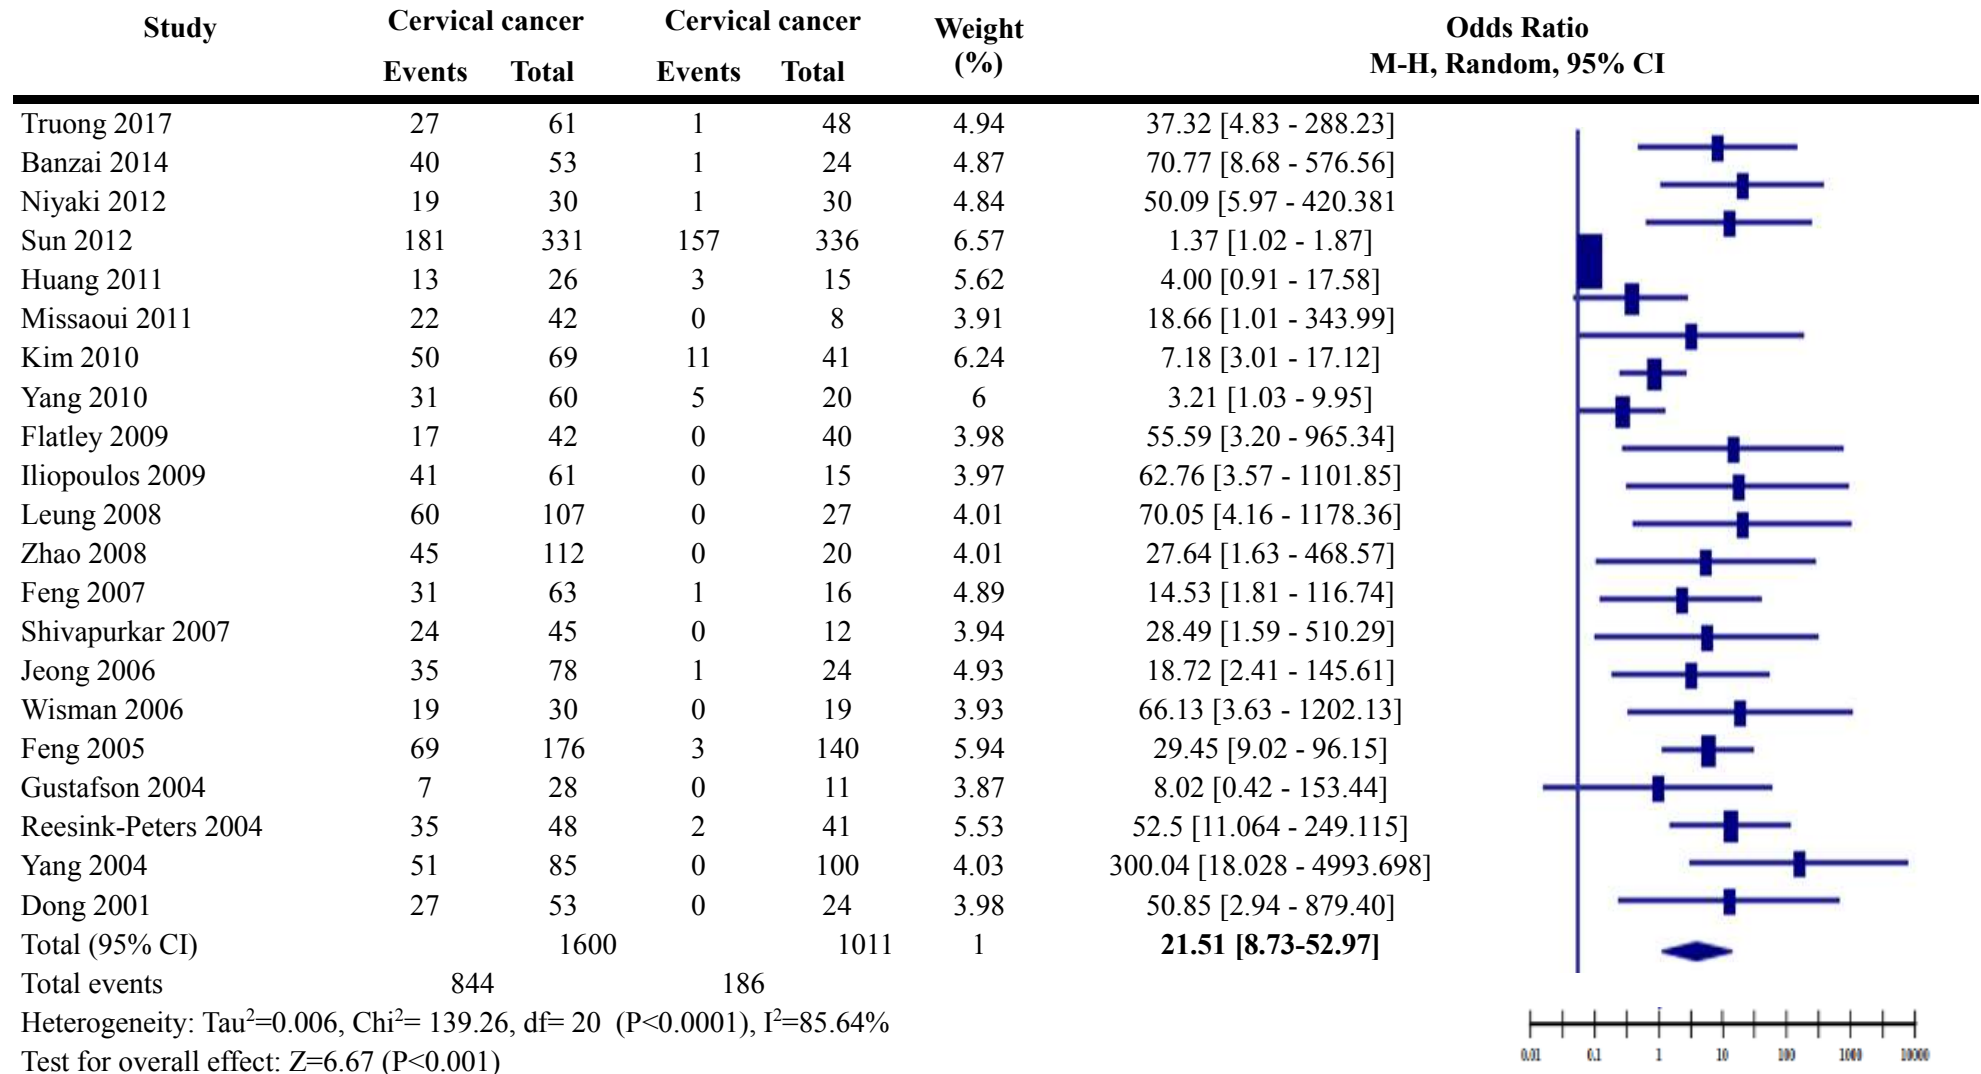 Study Cervical cancer Cervical cancer Weight (%) Odds Ratio
Events Total Events Total M-H, Random, 95% CI
Truong 2017 27 61 1 48 4.94 37.32 [4.83 - 288.23]
Banzai 2014 40 53 1 24 4.87 70.77 [8.68 - 576.56]
Niyaki 2012 19 30 1 30 4.84 50.09 [5.97 - 420.381
Sun 2012 181 331 157 336 6.57 1.37 [1.02 - 1.87]
Huang 2011 13 26 3 15 5.62 4.00 [0.91 - 17.58]
Missaoui 2011 22 42 0 8 3.91 18.66 [1.01 - 343.99]
Kim 2010 50 69 11 41 6.24 7.18 [3.01 - 17.12]
Yang 2010 31 60 5 20 6 3.21 [1.03 - 9.95]
Flatley 2009 17 42 0 40 3.98 55.59 [3.20 - 965.34]
Iliopoulos 2009 41 61 0 15 3.97 62.76 [3.57 - 1101.85]
Leung 2008 60 107 0 27 4.01 70.05 [4.16 - 1178.36]
Zhao 2008 45 112 0 20 4.01 27.64 [1.63 - 468.57]
Feng 2007 31 63 1 16 4.89 14.53 [1.81 - 116.74]
Shivapurkar 2007 24 45 0 12 3.94 28.49 [1.59 - 510.29]
Jeong 2006 35 78 1 24 4.93 18.72 [2.41 - 145.61]
Wisman 2006 19 30 0 19 3.93 66.13 [3.63 - 1202.13]
Feng 2005 69 176 3 140 5.94 29.45 [9.02 - 96.15]
Gustafson 2004 7 28 0 11 3.87 8.02 [0.42 - 153.44]
Reesink-Peters 2004 35 48 2 41 5.53 52.5 [11.064 - 249.115]
Yang 2004 51 85 0 100 4.03 300.04 [18.028 - 4993.698]
Dong 2001 27 53 0 24 3.98 50.85 [2.94 - 879.40]
Total (95% CI) 1600 1011 1 21.51 [8.73-52.97]
Total events 844 186
Heterogeneity: Tau²=0.006, Chi²= 139.26, df= 20 (P<0.0001), I²=85.64%
Test for overall effect: Z=6.67 (P<0.001)
0.01 0.1 1 10 100 1000 10000